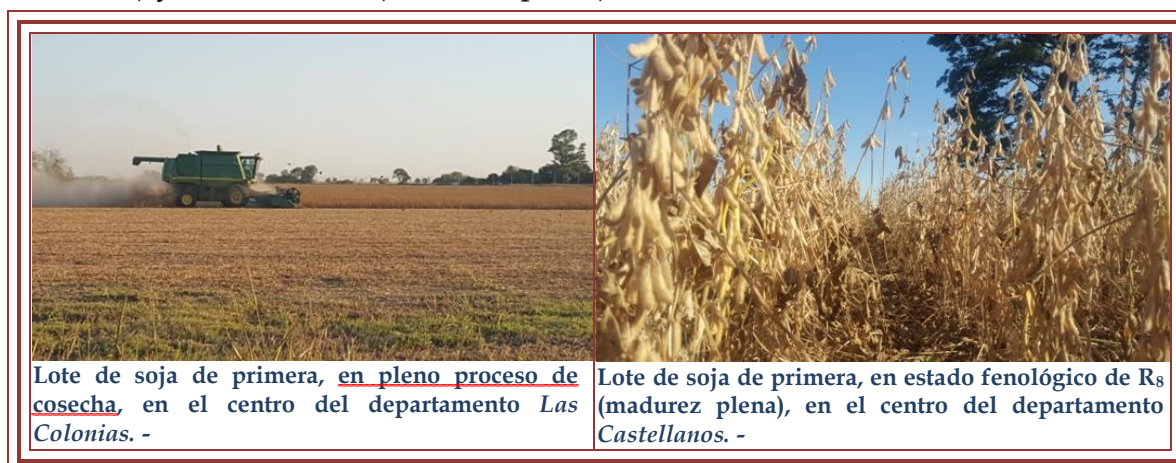 Lote de soja de primera, en pleno proceso de
cosecha, en el centro del departamento Las
Colonias. -
Lote de soja de primera, en estado fenológico de R₈
(madurez plena), en el centro del departamento
Castellanos. -